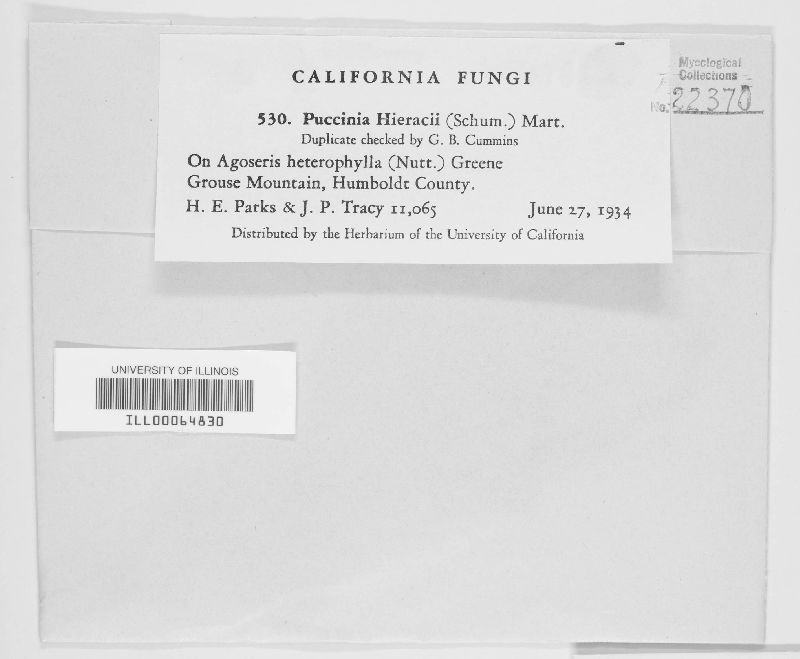 CALIFORNIA FUNGI
530. Puccinia Hieracii (Schum.) Mart.
Duplicate checked by G. B. Cummins
On Agoseris heterophylla (Nutt.) Greene
Grouse Mountain, Humboldt County.
H. E. Parks & J. P. Tracy 11,065 June 27, 1934
Distributed by the Herbarium of the University of California
Mycological
Collections
No. 22370
UNIVERSITY OF ILLINOIS
ILL00064830